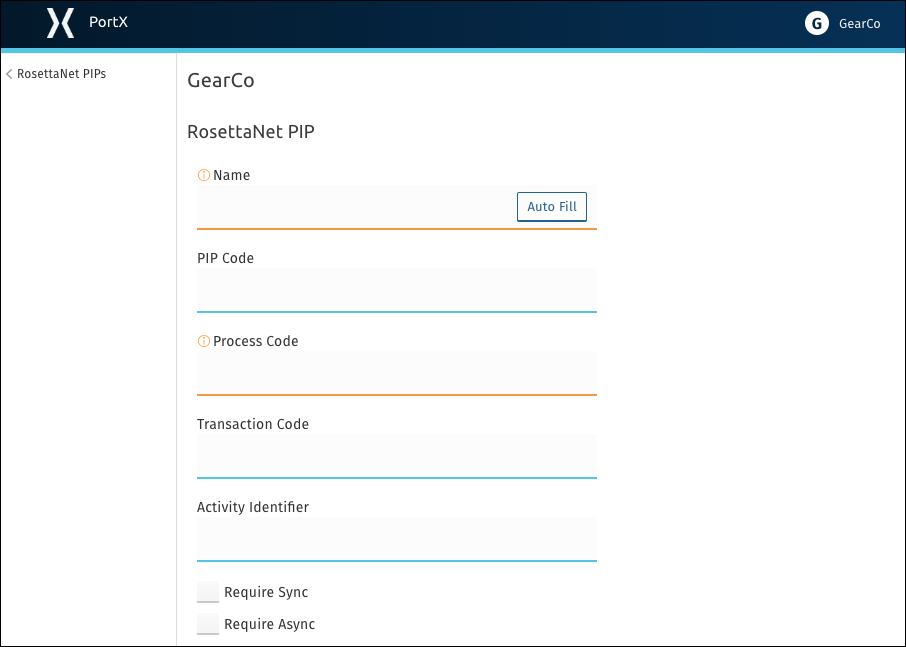 PortX
G GearCo
< RosettaNet PIPs
GearCo
RosettaNet PIP
Name
Auto Fill
PIP Code
Process Code
Transaction Code
Activity Identifier
Require Sync
Require Async